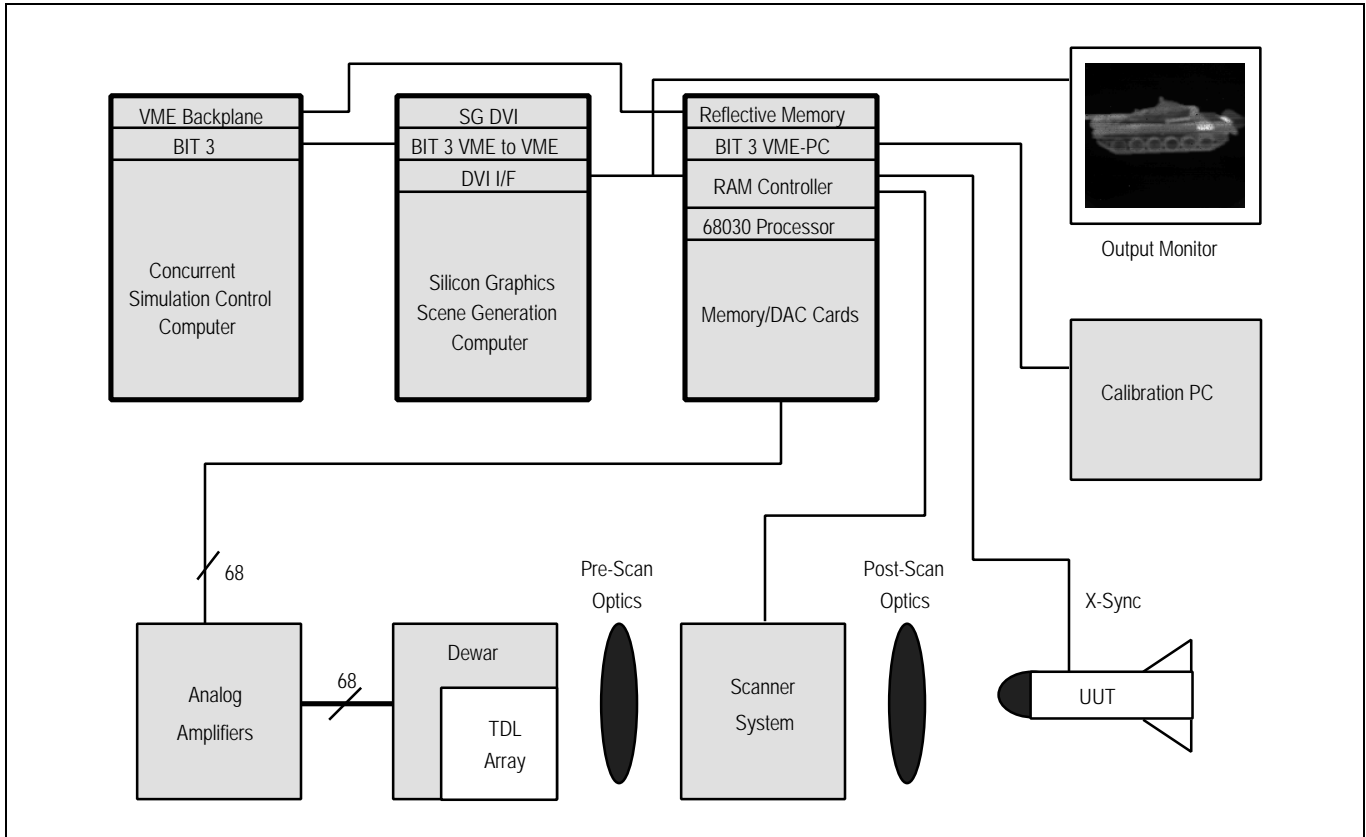 VME Backplane
BIT 3
Concurrent
Simulation Control
Computer
SG DVI
BIT 3 VME to VME
DVI I/F
Silicon Graphics
Scene Generation
Computer
Reflective Memory
BIT 3 VME-PC
RAM Controller
68030 Processor
Memory/DAC Cards
Output Monitor
Calibration PC
68
Analog
Amplifiers
68
Dewar
TDL
Array
Pre-Scan
Optics
Scanner
System
Post-Scan
Optics
X-Sync
UUT